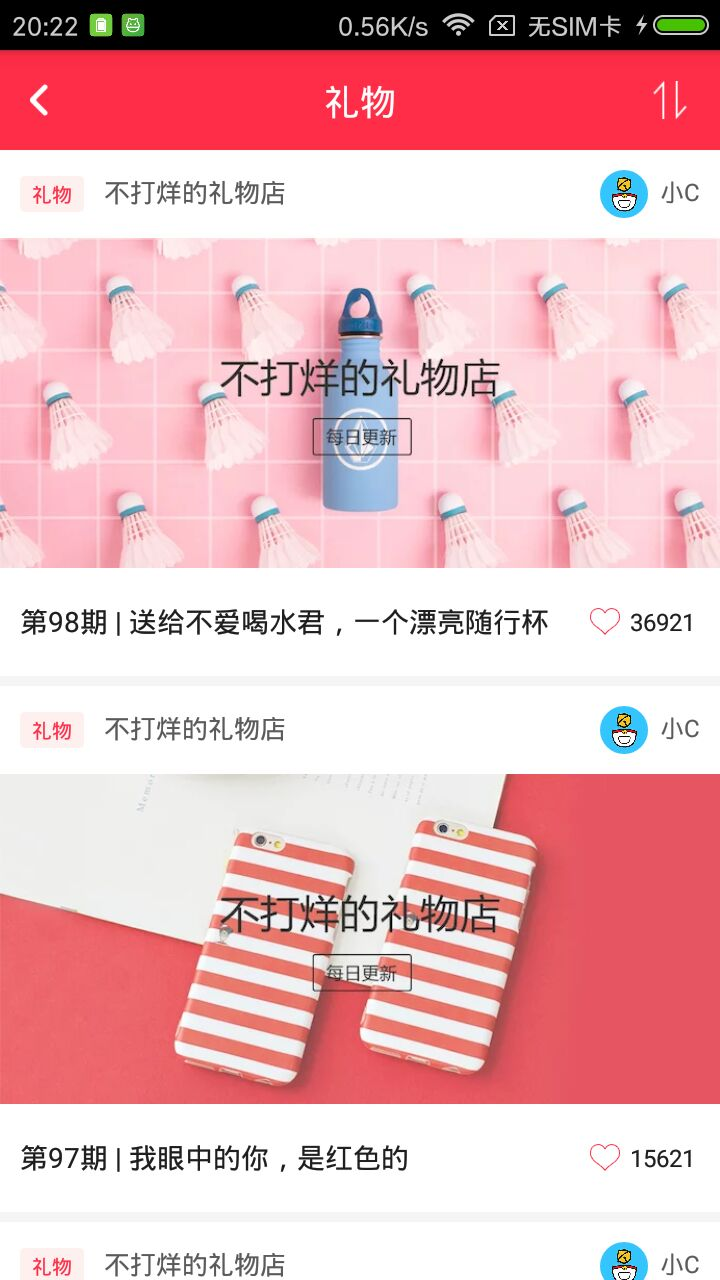 20:22 0.56K/s 无SIM卡
礼物
礼物 不打烊的礼物店 小C
不打烊的礼物店
每日更新
第98期 | 送给不爱喝水君，一个漂亮随行杯 36921
礼物 不打烊的礼物店 小C
不打烊的礼物店
每日更新
第97期 | 我眼中的你，是红色的 15621
礼物 不打烊的礼物店 小C